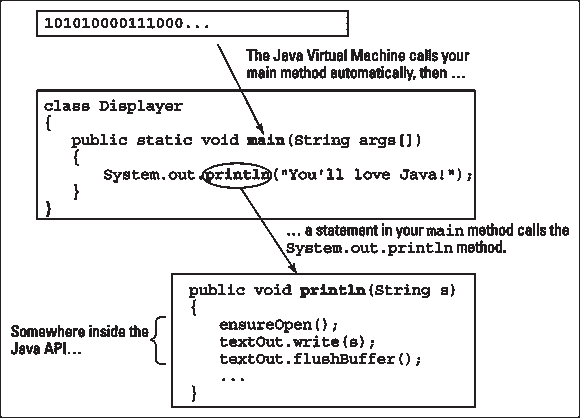 101010000111000...
The Java Virtual Machine calls your
main method automatically, then ...
class Displayer
{
public static void main(String args[])
{
System.out.println("You'll love Java!");
}
}
... a statement in your main method calls the
System.out.println method.
public void println(String s)
{
ensureOpen();
textOut.write(s);
textOut.flushBuffer();
...
}
Somewhere inside the
Java API...